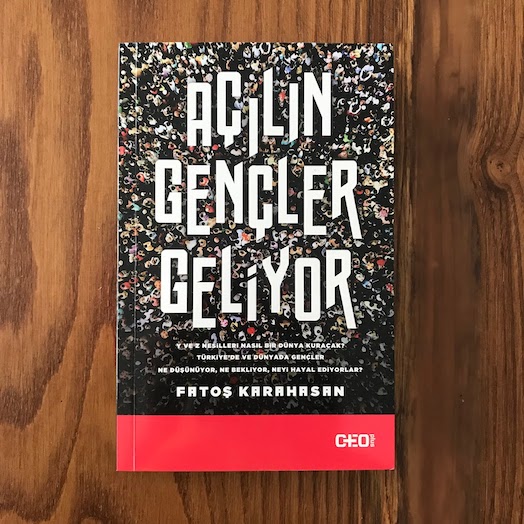 AÇILIN
GENÇLER
GELİYOR
Y VE Z NESİLLERİ NASIL BİR DÜNYA KURACAK?
TÜRKİYE'DE VE DÜNYADA GENÇLER
NE DÜŞÜNÜYOR, NE BEKLİYOR, NEYİ HAYAL EDİYORLAR?
FATOŞ KARAHASAN
CEO plus